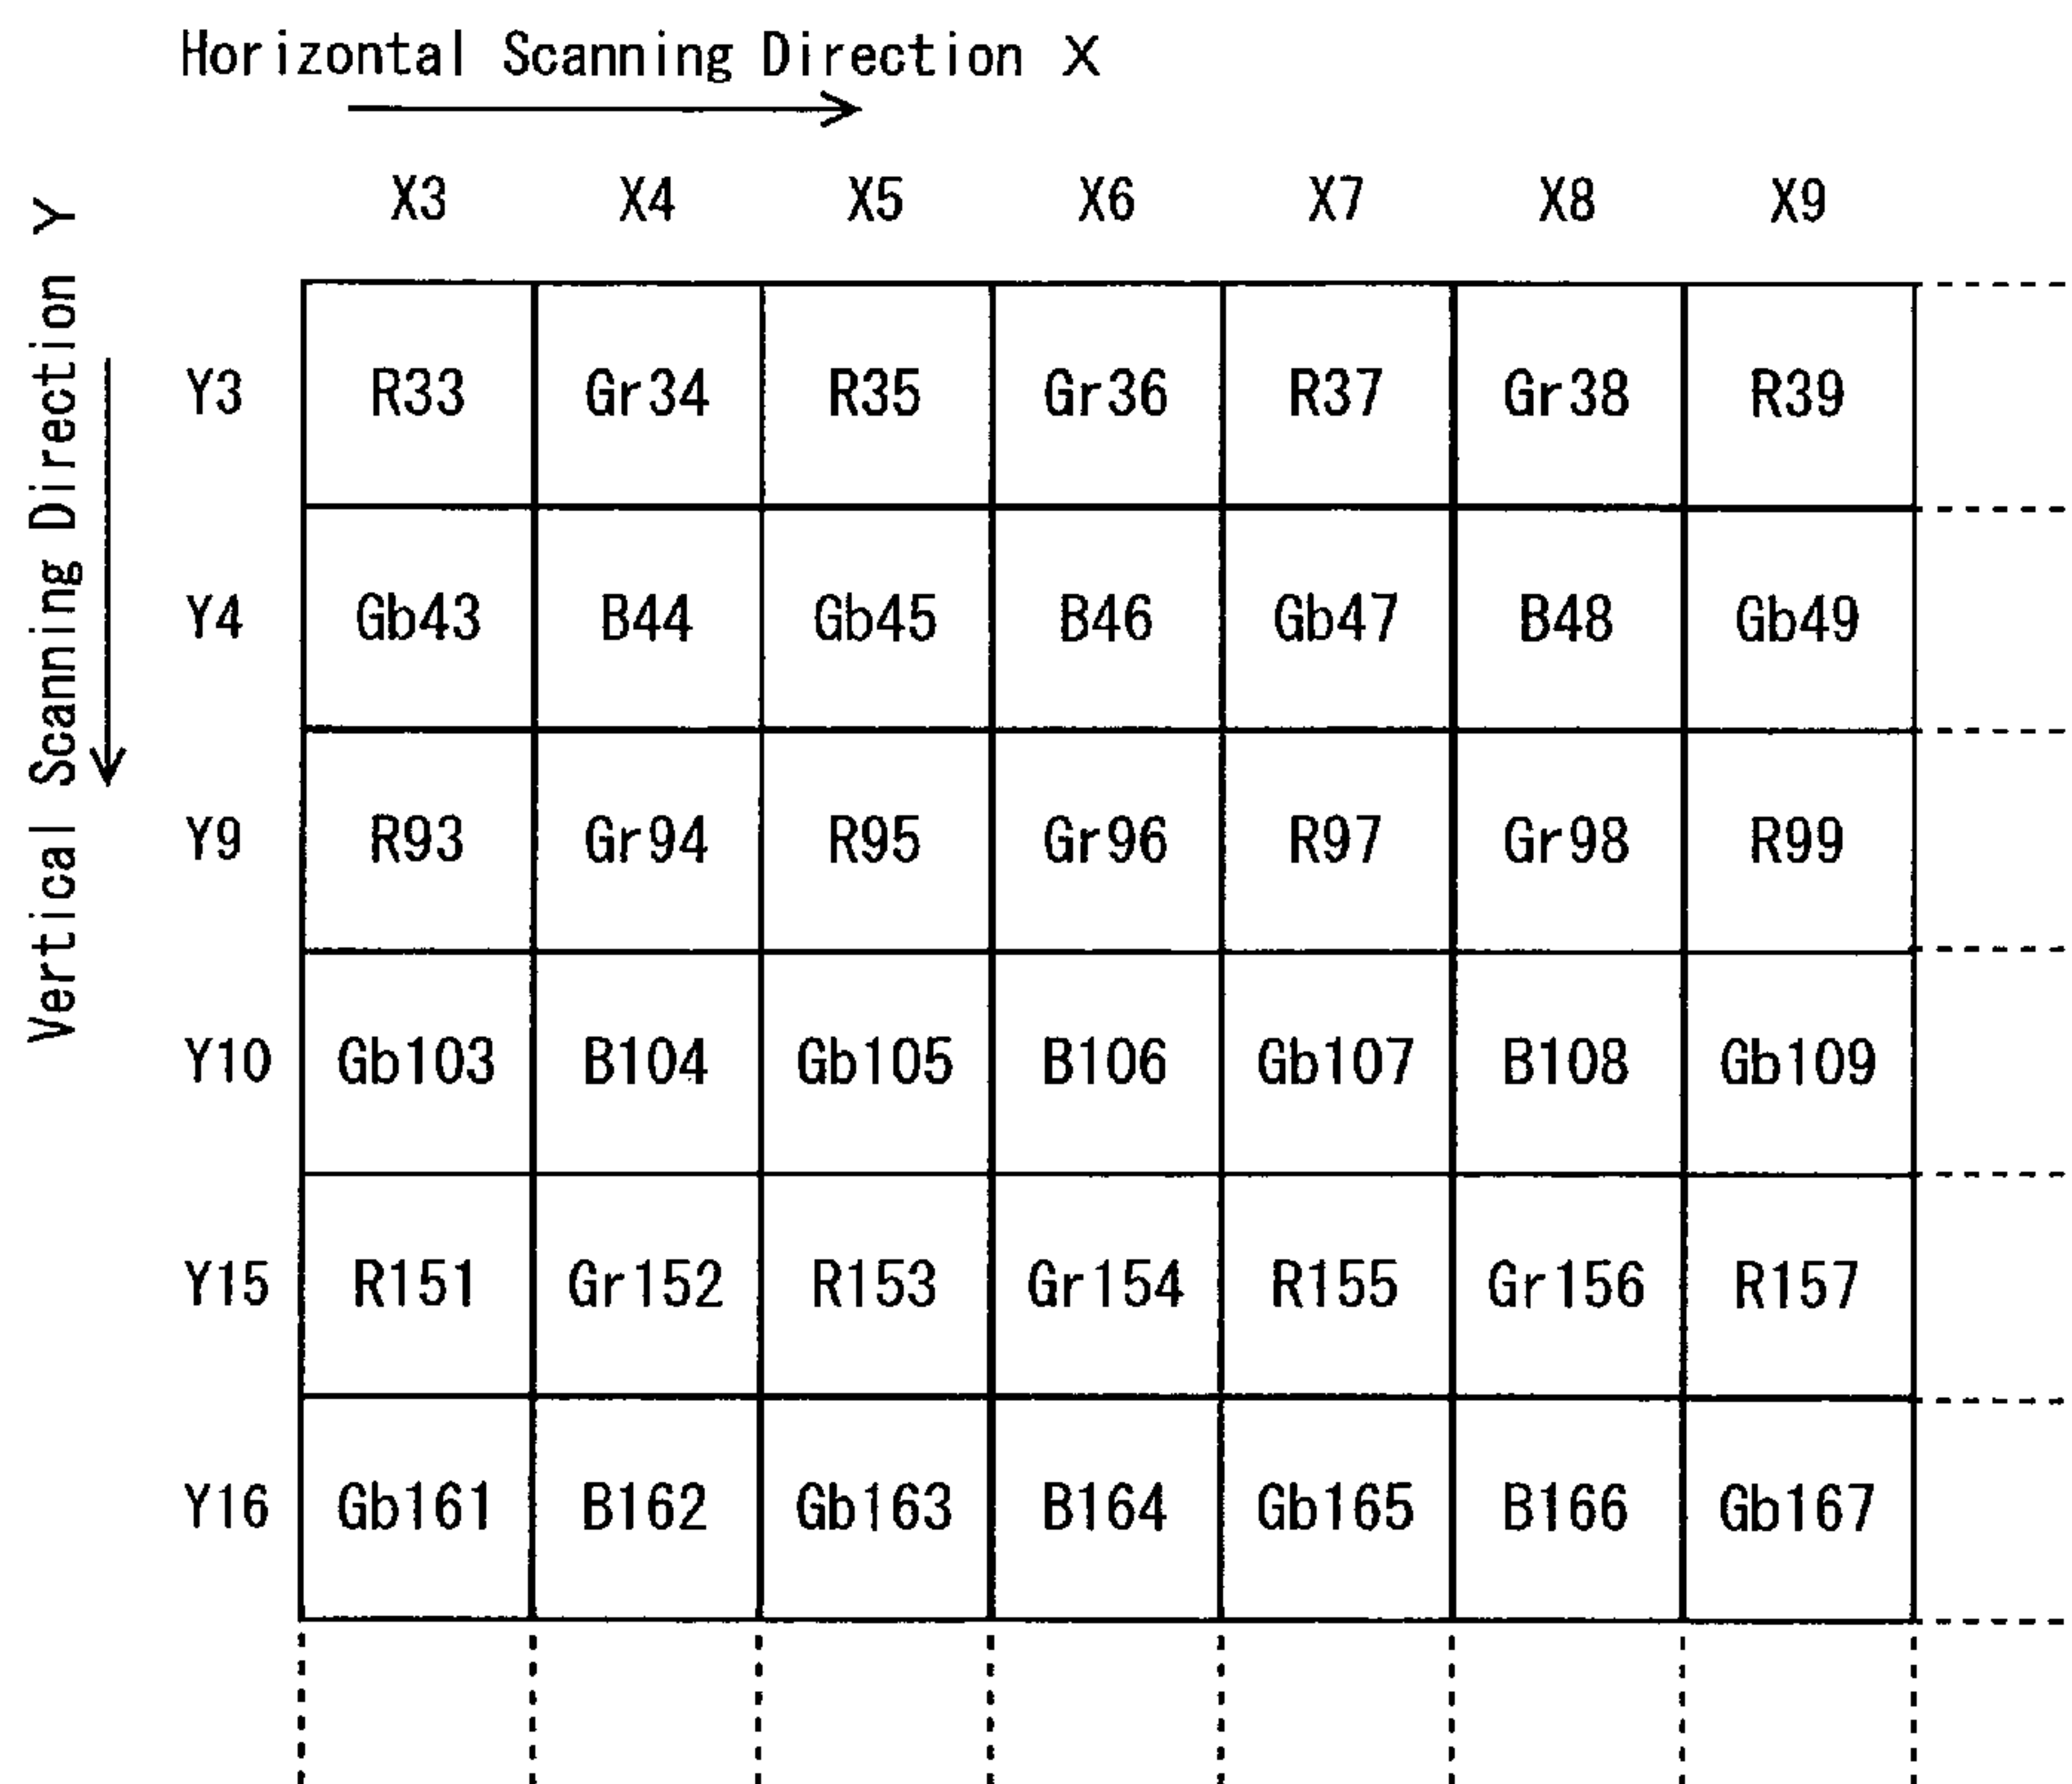 Horizontal Scanning Direction X
X3 X4 X5 X6 X7 X8 X9
Vertical Scanning Direction Y
Y3 R33 Gr34 R35 Gr36 R37 Gr38 R39
Y4 Gb43 B44 Gb45 B46 Gb47 B48 Gb49
Y9 R93 Gr94 R95 Gr96 R97 Gr98 R99
Y10 Gb103 B104 Gb105 B106 Gb107 B108 Gb109
Y15 R151 Gr152 R153 Gr154 R155 Gr156 R157
Y16 Gb161 B162 Gb163 B164 Gb165 B166 Gb167